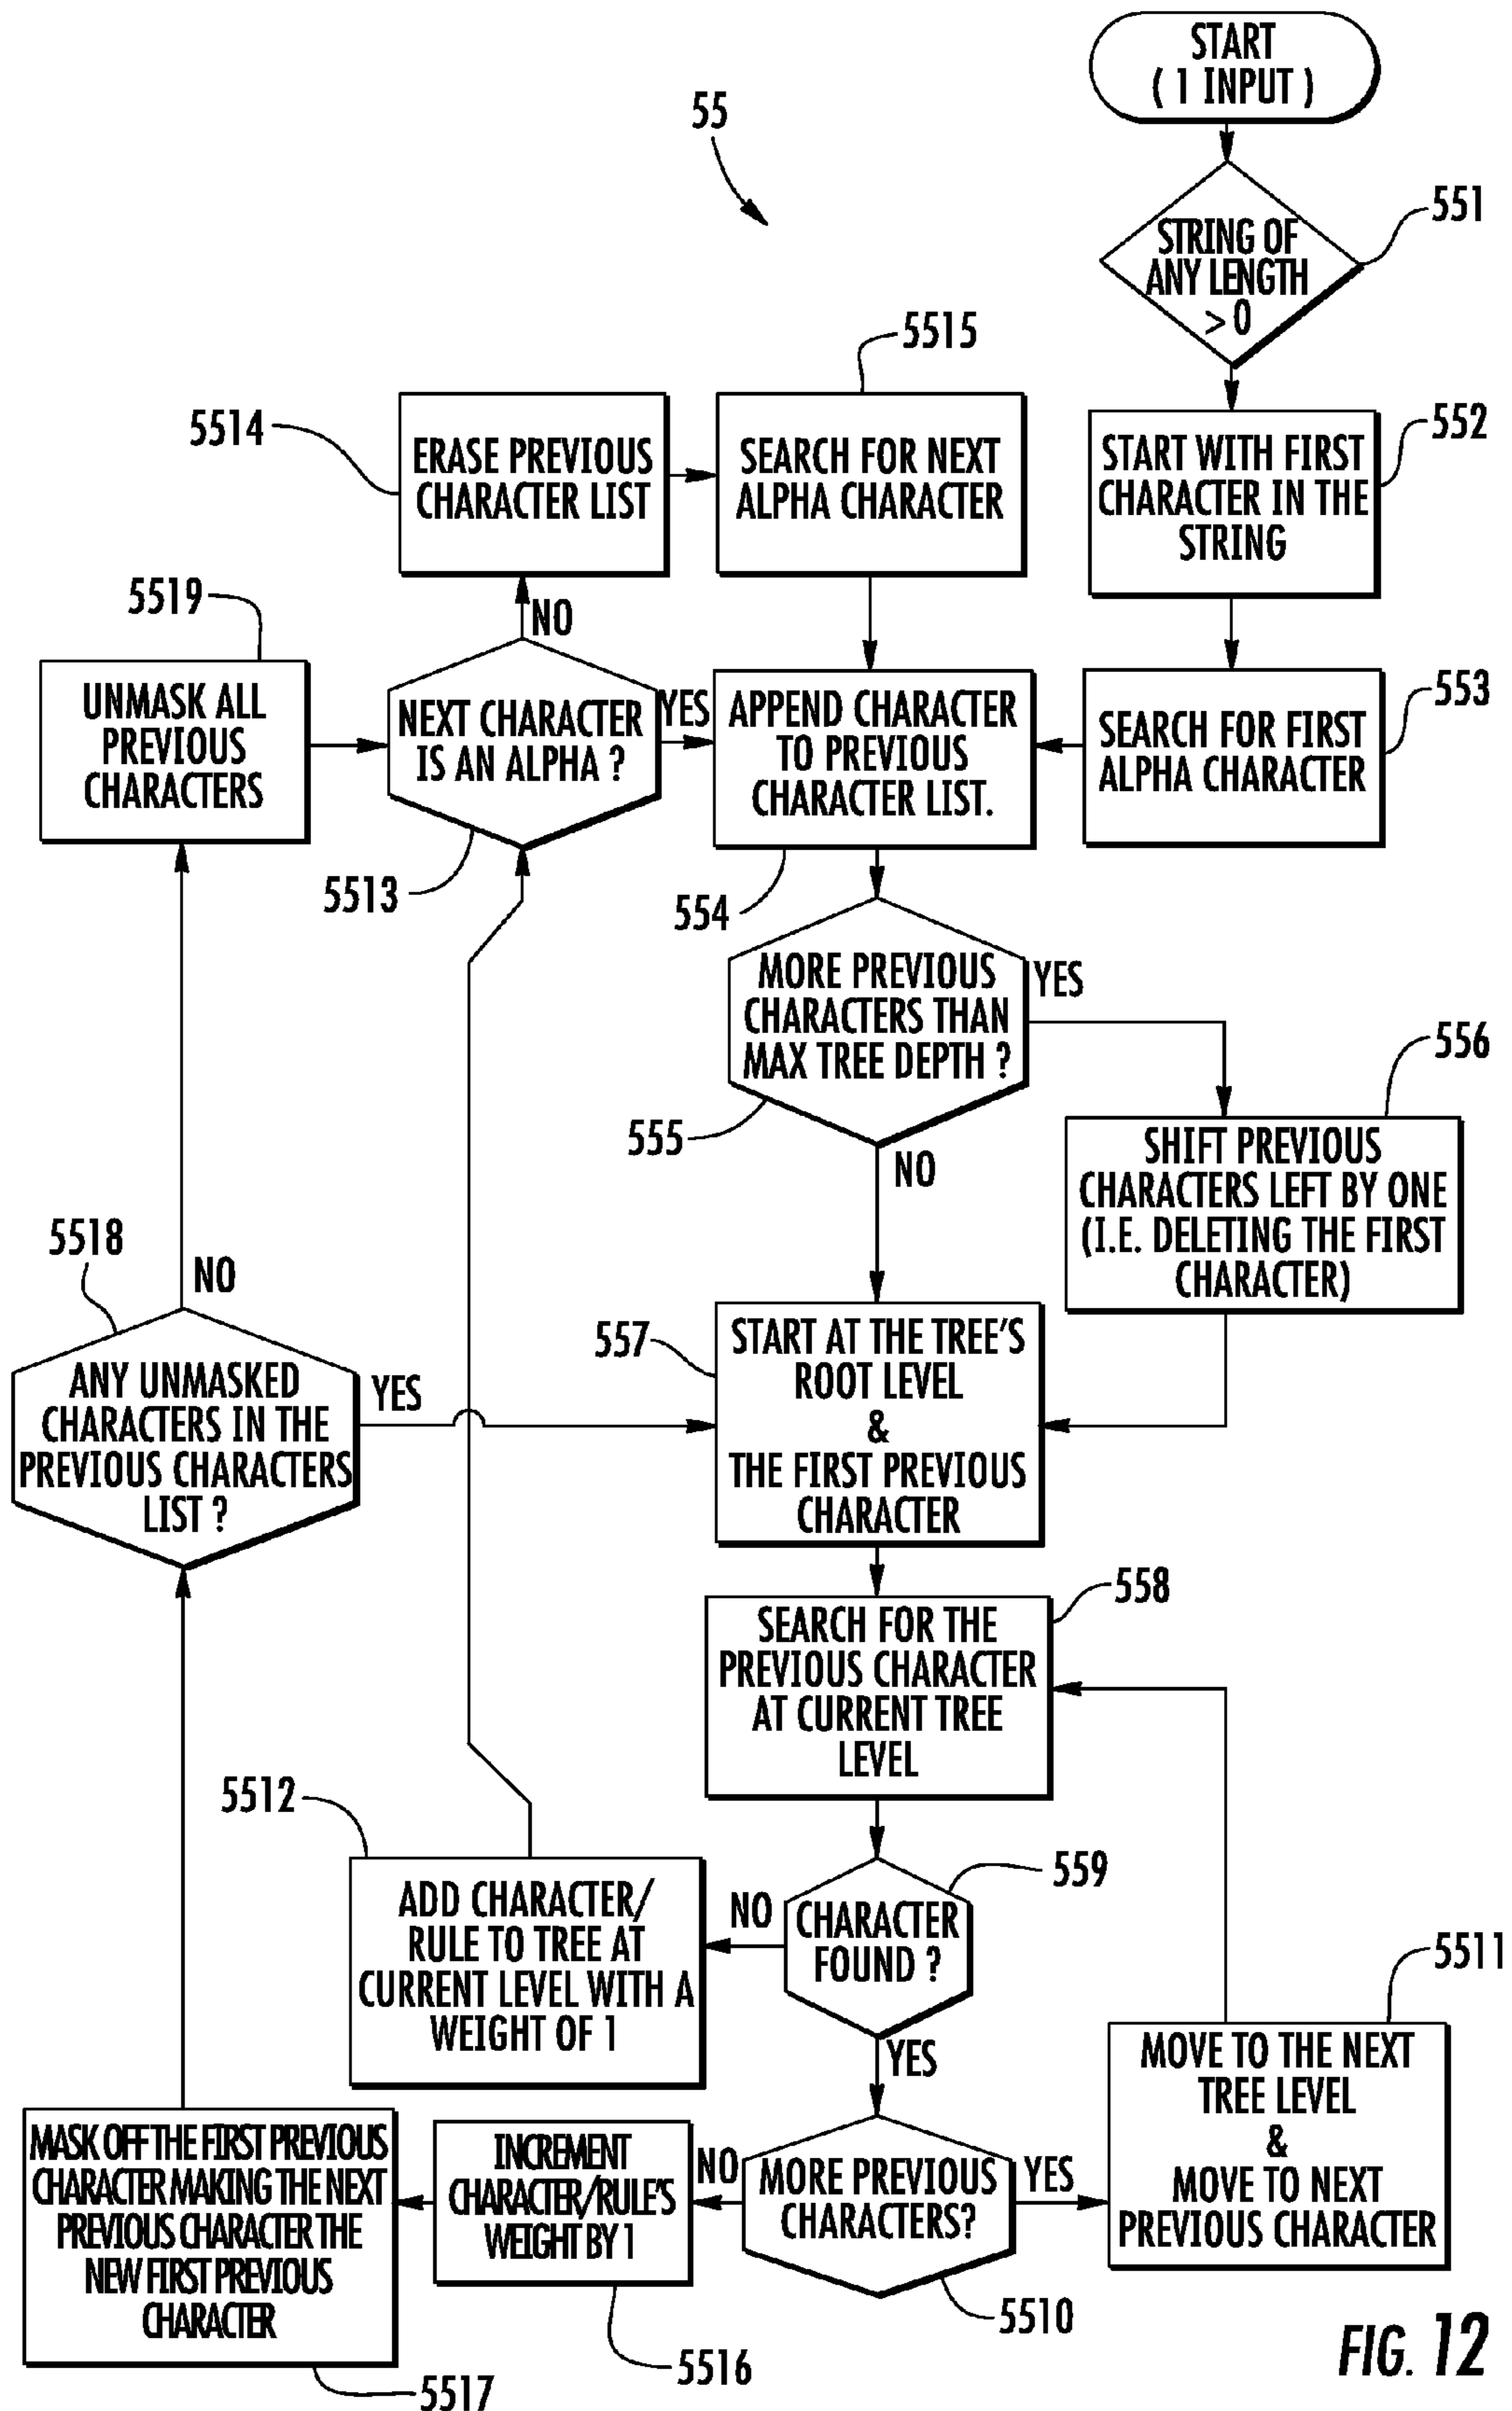 START
( 1 INPUT )
55
STRING OF
ANY LENGTH
> 0
551
5515
5514
ERASE PREVIOUS
CHARACTER LIST
SEARCH FOR NEXT
ALPHA CHARACTER
START WITH FIRST
CHARACTER IN THE
STRING
552
5519
NO
UNMASK ALL
PREVIOUS
CHARACTERS
NEXT CHARACTER
IS AN ALPHA ?
YES
APPEND CHARACTER
TO PREVIOUS
CHARACTER LIST.
SEARCH FOR FIRST
ALPHA CHARACTER
553
5513
554
MORE PREVIOUS
CHARACTERS THAN
MAX TREE DEPTH ?
YES
556
555
NO
SHIFT PREVIOUS
CHARACTERS LEFT BY ONE
(I.E. DELETING THE FIRST
CHARACTER)
5518
NO
ANY UNMASKED
CHARACTERS IN THE
PREVIOUS CHARACTERS
LIST ?
YES
557
START AT THE TREE'S
ROOT LEVEL
&
THE FIRST PREVIOUS
CHARACTER
558
SEARCH FOR THE
PREVIOUS CHARACTER
AT CURRENT TREE
LEVEL
5512
ADD CHARACTER/
RULE TO TREE AT
CURRENT LEVEL WITH A
WEIGHT OF 1
NO
CHARACTER
FOUND ?
559
YES
5511
MOVE TO THE NEXT
TREE LEVEL
&
MOVE TO NEXT
PREVIOUS CHARACTER
MASK OFF THE FIRST PREVIOUS
CHARACTER MAKING THE NEXT
PREVIOUS CHARACTER THE
NEW FIRST PREVIOUS
CHARACTER
INCREMENT
CHARACTER/RULE'S
WEIGHT BY 1
NO
MORE PREVIOUS
CHARACTERS?
YES
5510
5516
5517
FIG. 12